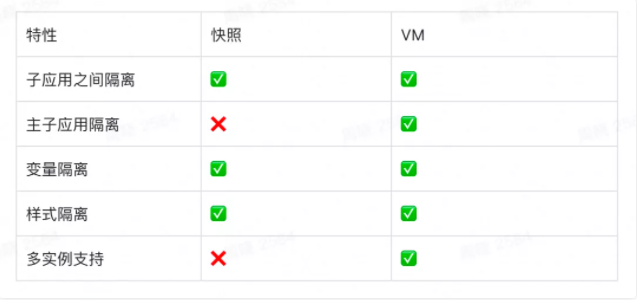 特性 快照 VM
子应用之间隔离 ✅ ✅
主子应用隔离 ❌ ✅
变量隔离 ✅ ✅
样式隔离 ✅ ✅
多实例支持 ❌ ✅